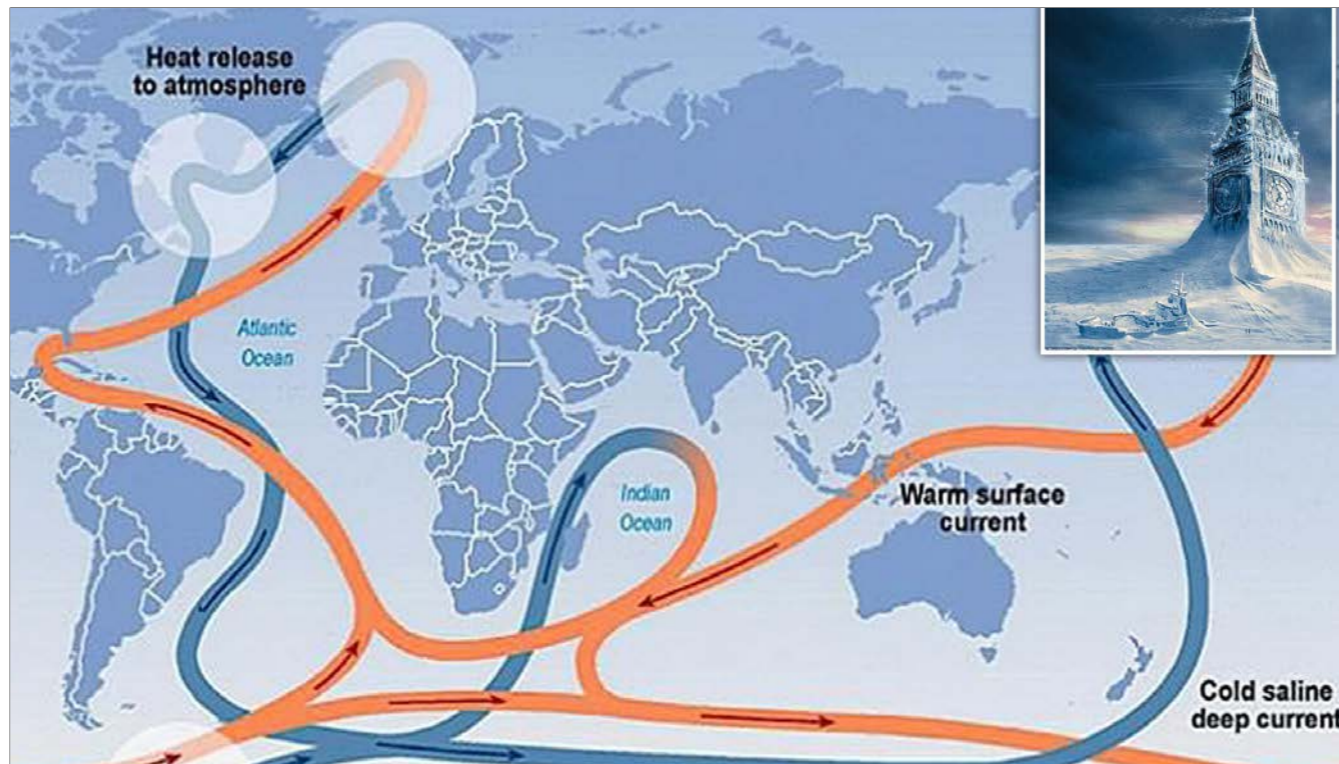 Heat release
to atmosphere
Atlantic
Ocean
Indian
Ocean
Warm surface
current
Cold saline
deep current